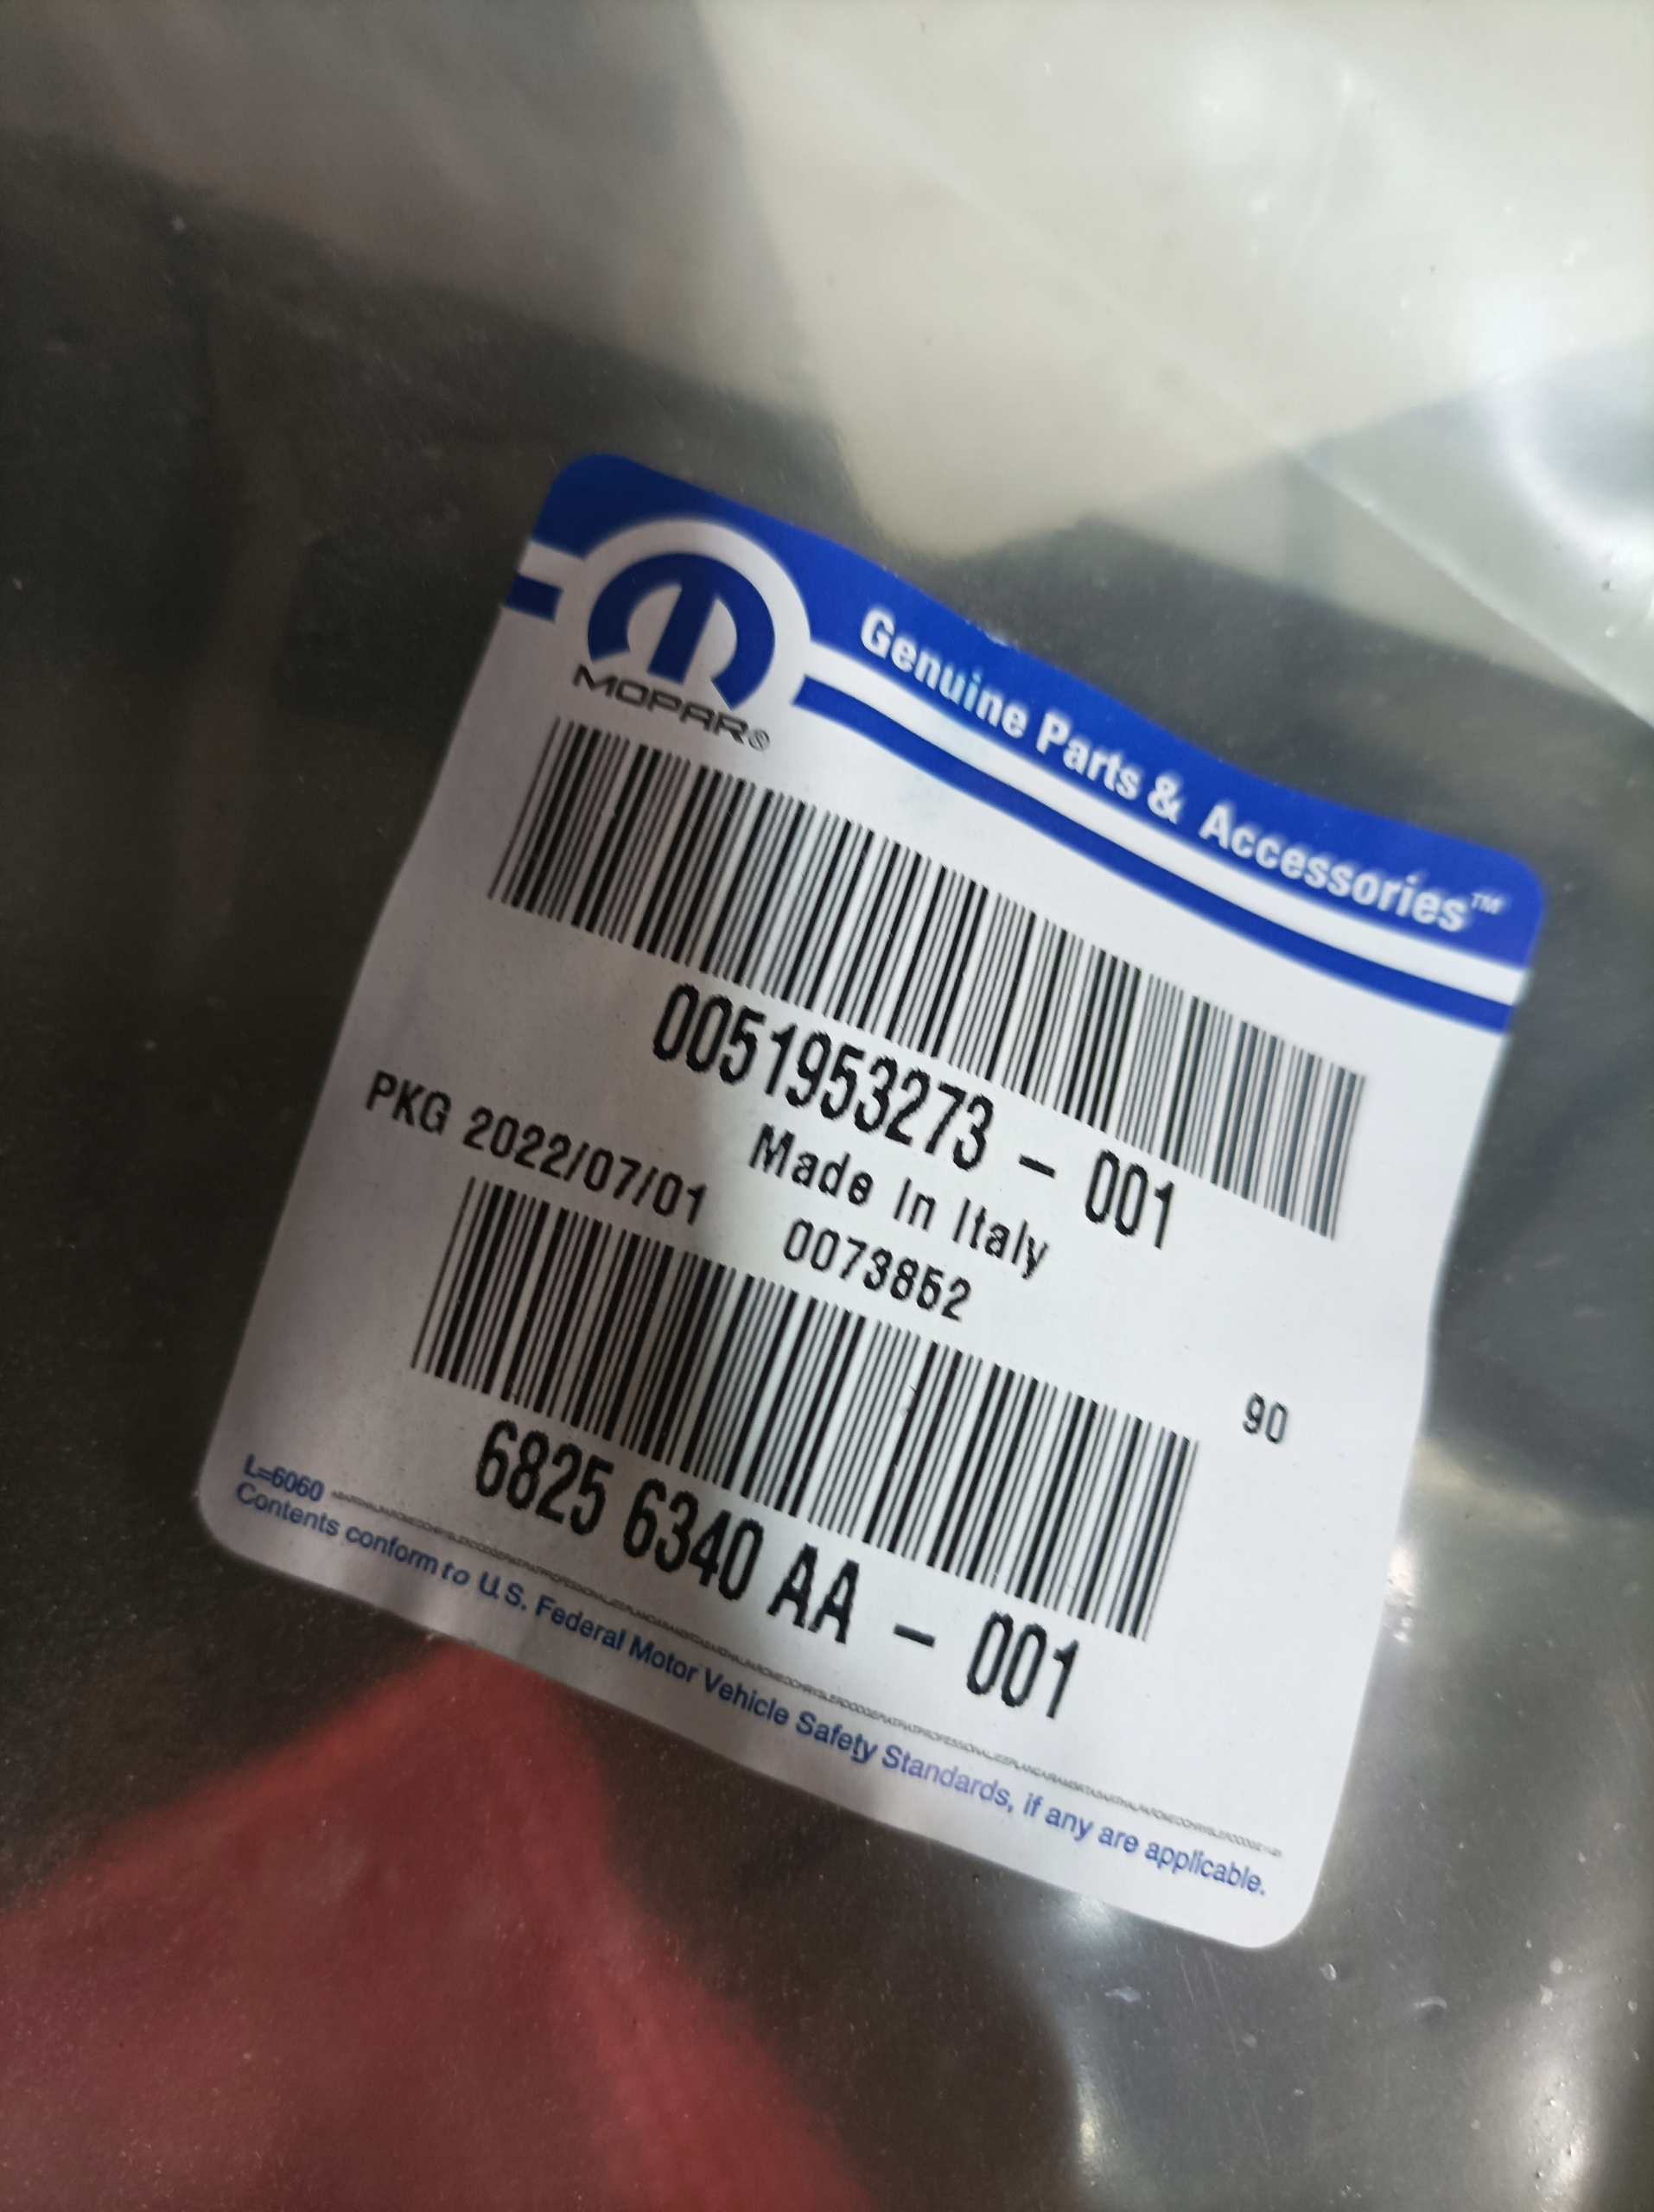 Genuine Parts & Accessories™
MOPAR®
0051953273 – 001
Made In Italy
PKG 2022/07/01 0073852
90
6825 6340 AA – 001
L=6060
Contents conform to U.S. Federal Motor Vehicle Safety Standards, if any are applicable.